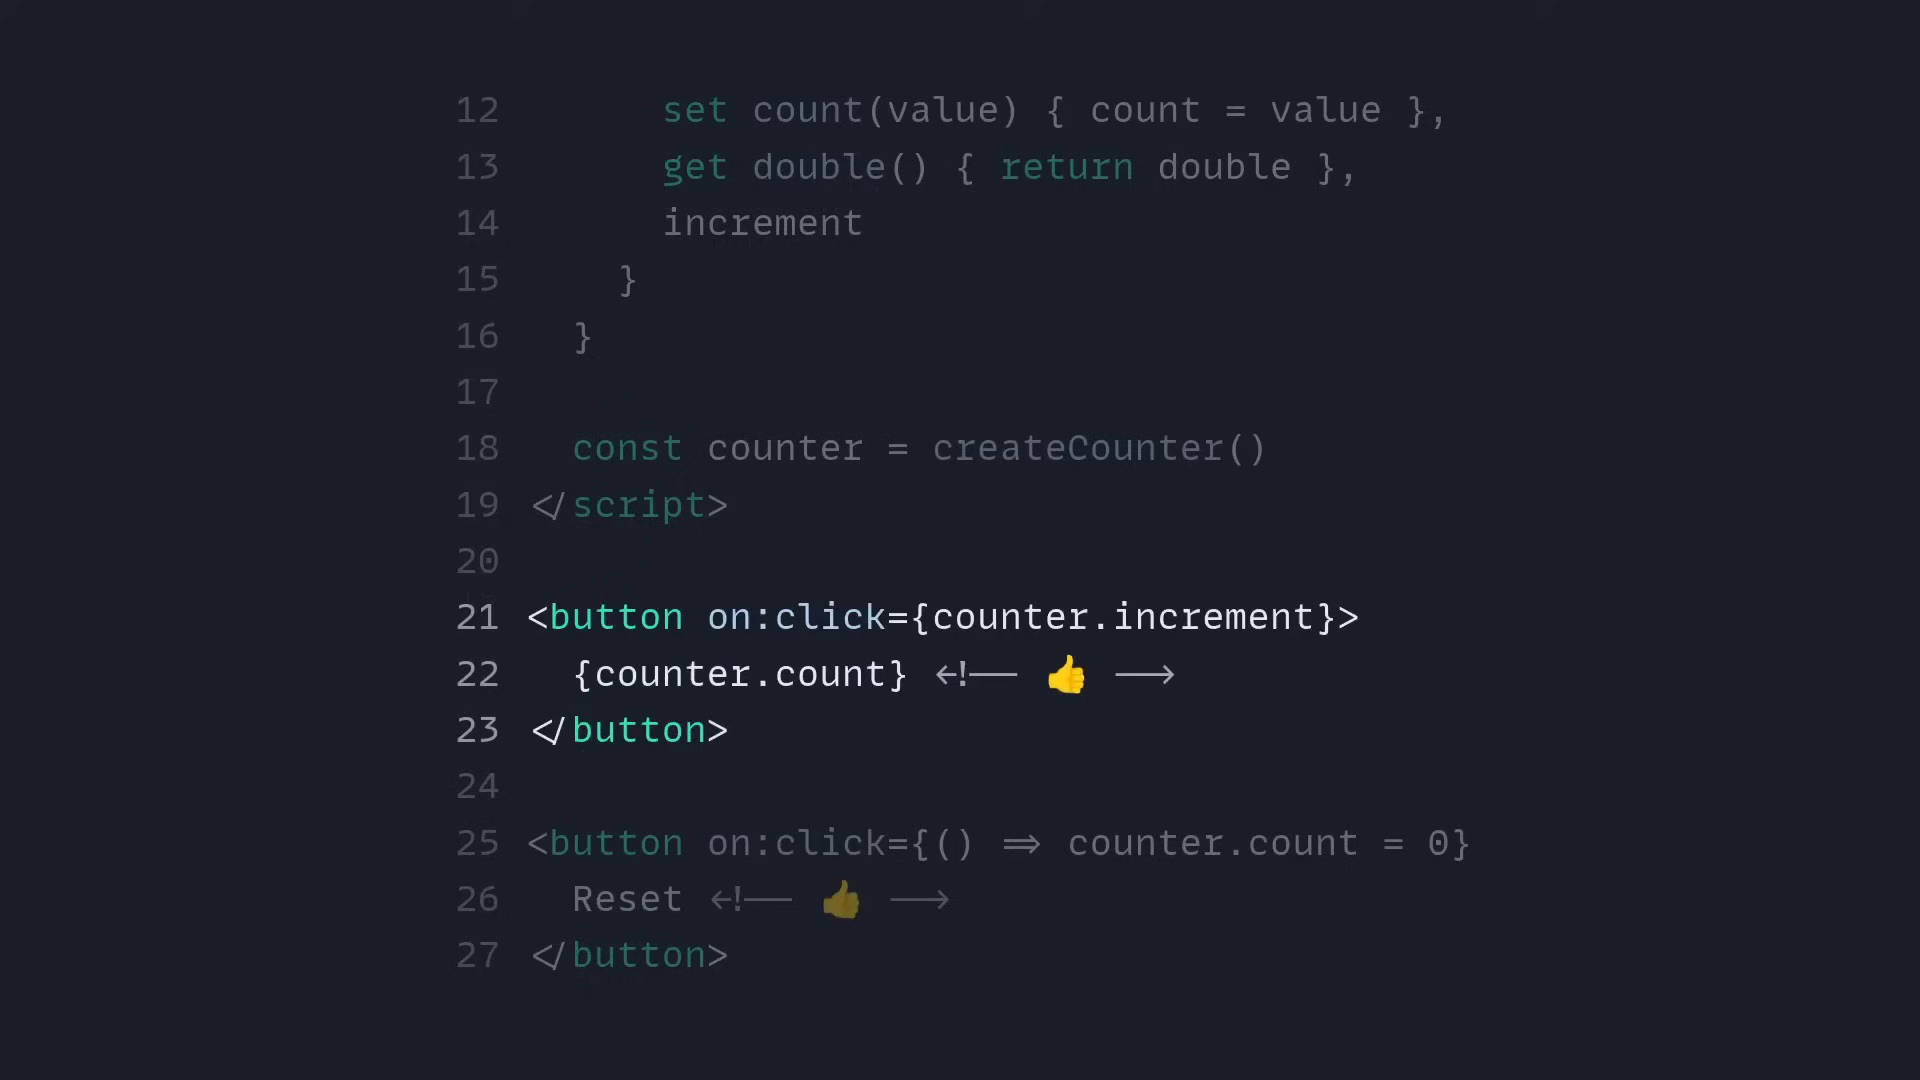 12 set count(value) { count = value },
13 get double() { return double },
14 increment
15 }
16 }
17
18 const counter = createCounter()
19 </script>
20
21 <button on:click={counter.increment}>
22 {counter.count} <!-- 👍 -->
23 </button>
24
25 <button on:click={() => counter.count = 0}
26 Reset <!-- 👍 -->
27 </button>